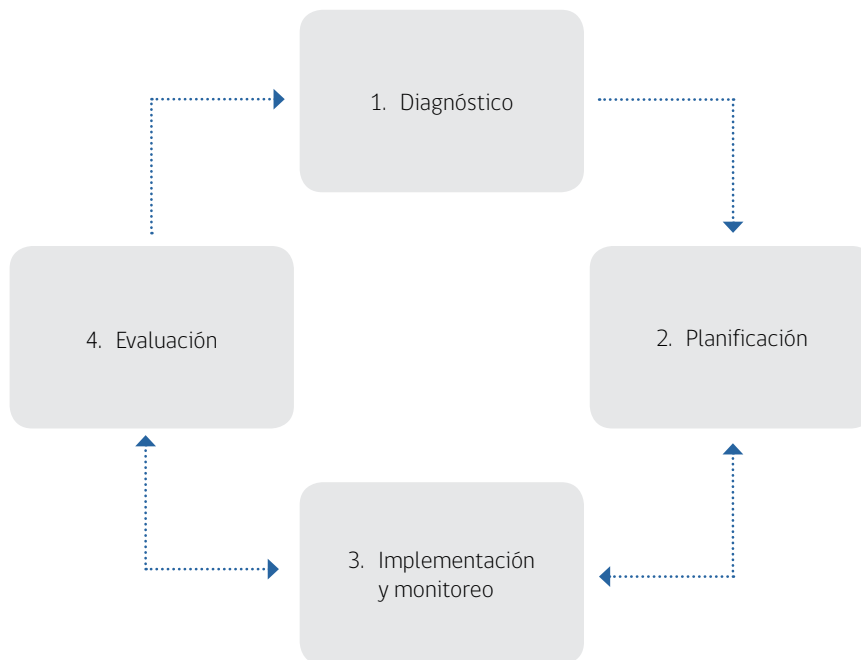 1. Diagnóstico
2. Planificación
3. Implementación
y monitoreo
4. Evaluación